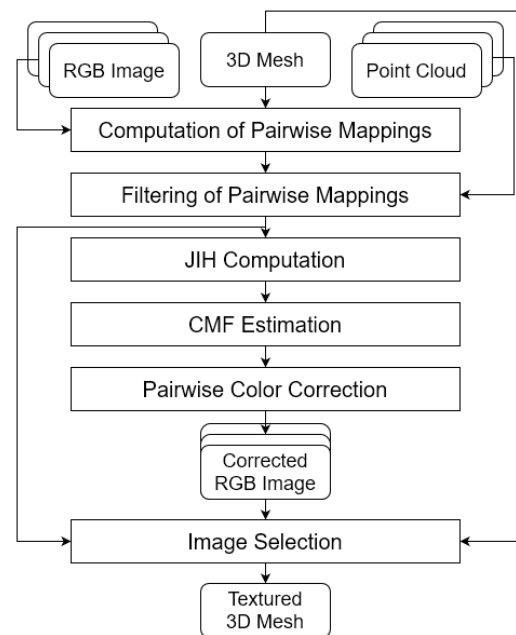 RGB Image
3D Mesh
Point Cloud
Computation of Pairwise Mappings
Filtering of Pairwise Mappings
JIH Computation
CMF Estimation
Pairwise Color Correction
Corrected
RGB Image
Image Selection
Textured
3D Mesh